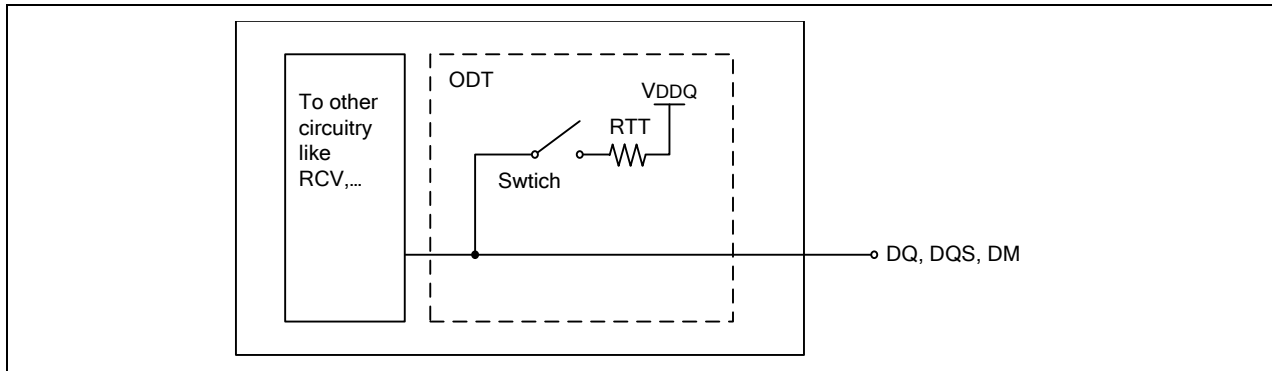 ODT
To other
circuitry
like
RCV,...
VDDQ
RTT
Swtich
DQ, DQS, DM